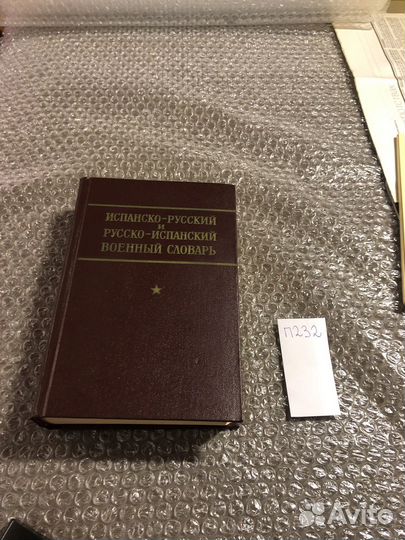 ИСПАНСКО-РУССКИЙ
И
РУССКО-ИСПАНСКИЙ
ВОЕННЫЙ СЛОВАРЬ
П232
Avito